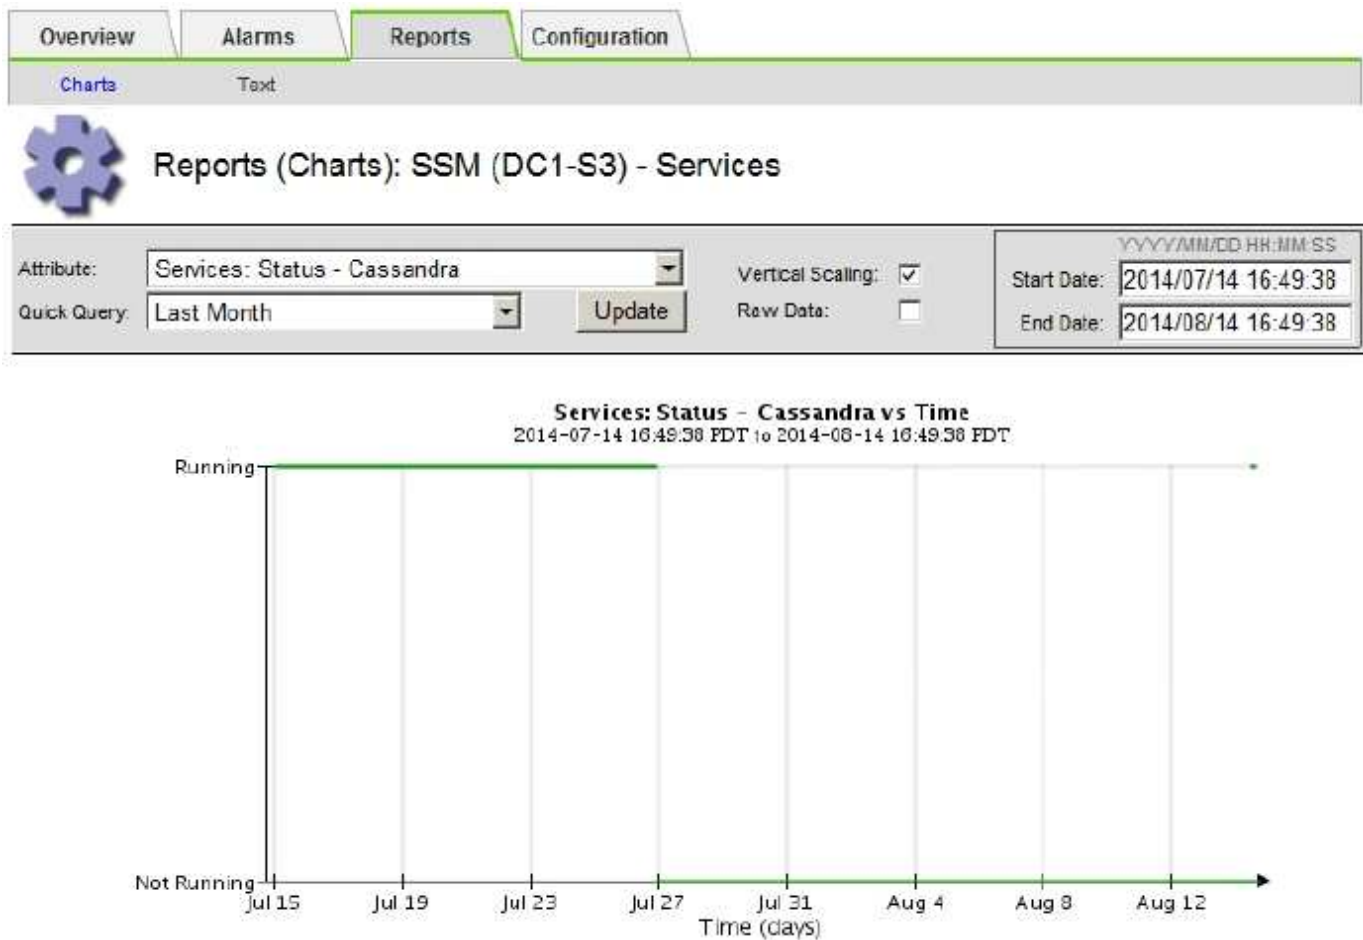 Overview Alarms Reports Configuration
Charts Text
Reports (Charts): SSM (DC1-S3) - Services
YYYY/MM/DD HH:MM:SS
Attribute: Services: Status - Cassandra Vertical Scaling: Start Date: 2014/07/14 16:49:38
Quick Query: Last Month Update Raw Data: End Date: 2014/08/14 16:49:38
Services: Status - Cassandra vs Time
2014-07-14 16:49:38 PDT to 2014-08-14 16:49:38 PDT
Running
Not Running
Jul 15 Jul 19 Jul 23 Jul 27 Jul 31 Aug 4 Aug 8 Aug 12
Time (days)